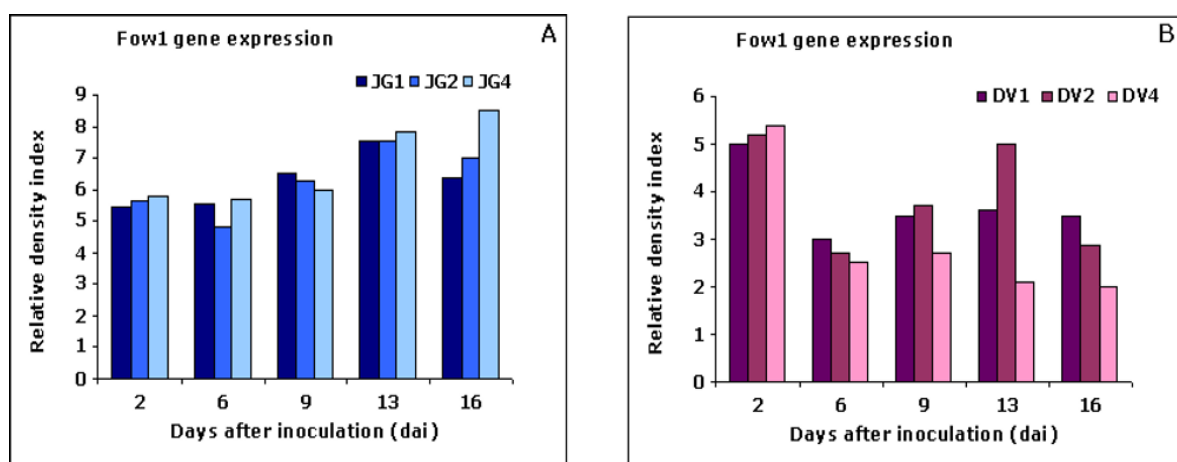 Fow1 gene expression
A
JG1 JG2 JG4
Relative density index
9
8
7
6
5
4
3
2
1
0
2 6 9 13 16
Days after inoculation (dai)
Fow1 gene expression
B
DV1 DV2 DV4
Relative density index
6
5
4
3
2
1
0
2 6 9 13 16
Days after inoculation (dai)